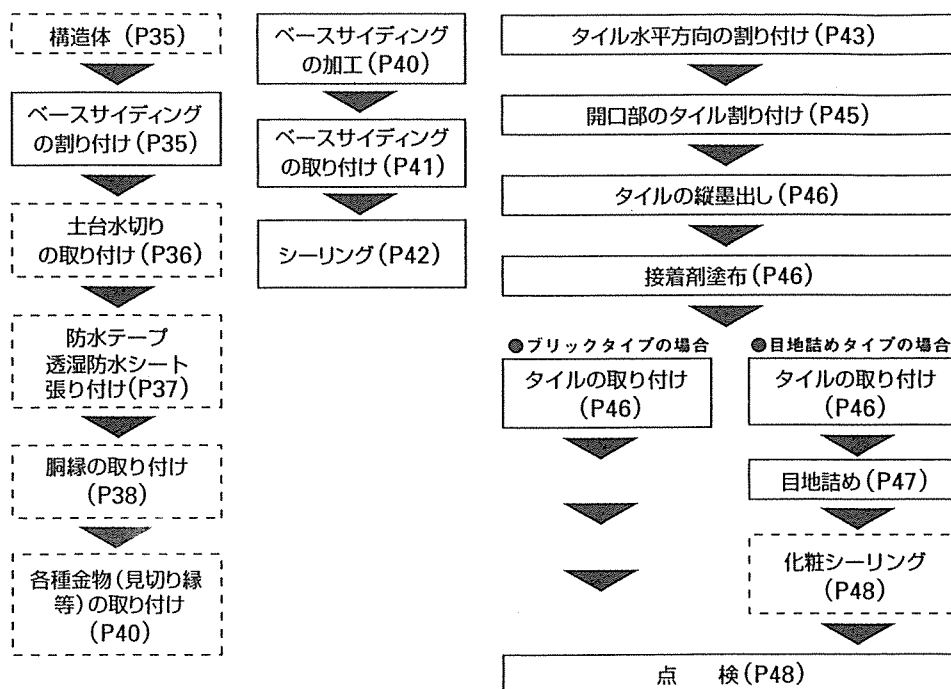 構造体 (P35)
ベースサイディング
の割り付け(P35)
土台水切り
の取り付け(P36)
防水テープ
透湿防水シート
張り付け(P37)
胴縁の取り付け
(P38)
各種金物(見切り縁
等)の取り付け
(P40)
ベースサイディング
の加工(P40)
ベースサイディング
の取り付け(P41)
シーリング(P42)
タイル水平方向の割り付け(P43)
開口部のタイル割り付け(P45)
タイルの縦墨出し(P46)
接着剤塗布(P46)
●ブリックタイプの場合
タイルの取り付け
(P46)
●目地詰めタイプの場合
タイルの取り付け
(P46)
目地詰め(P47)
化粧シーリング
(P48)
点 検(P48)